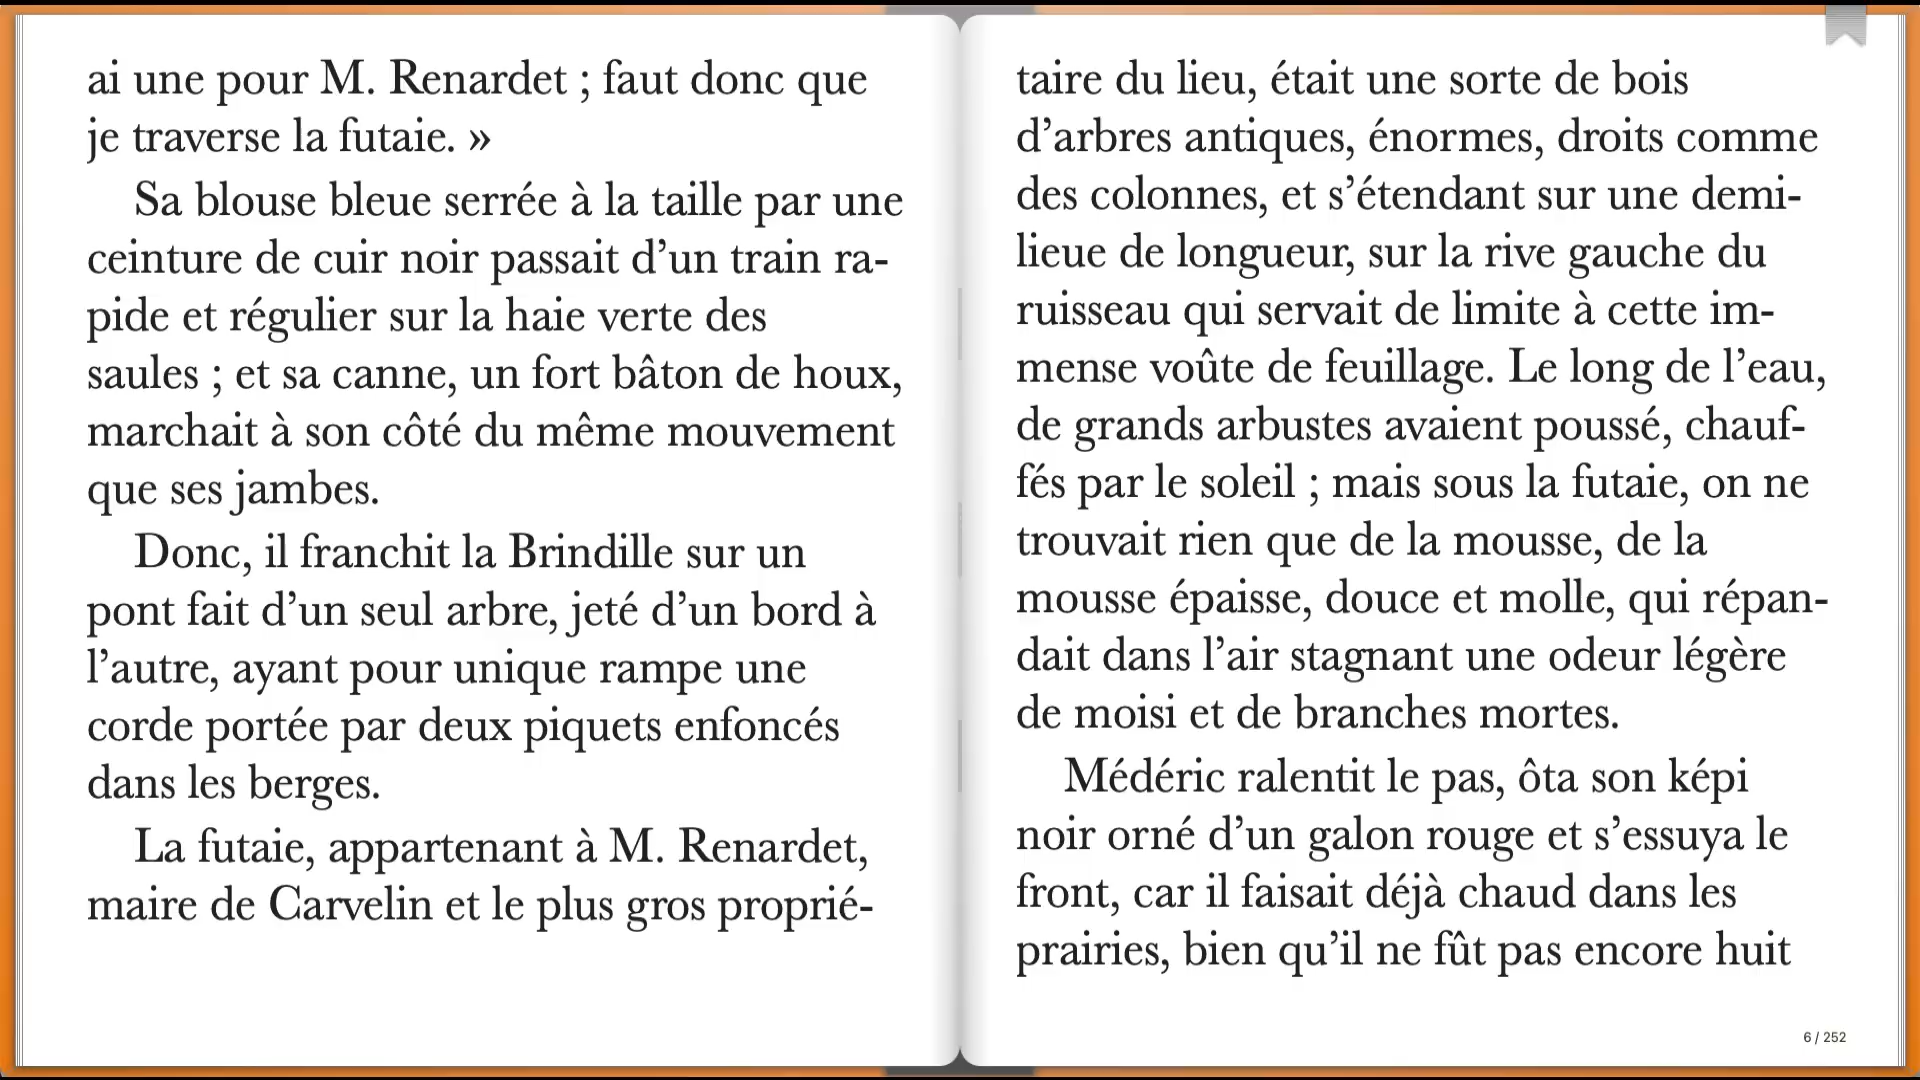 ai une pour M. Renardet ; faut donc que
je traverse la futaie. »
Sa blouse bleue serrée à la taille par une
ceinture de cuir noir passait d’un train ra-
pide et régulier sur la haie verte des
saules ; et sa canne, un fort bâton de houx,
marchait à son côté du même mouvement
que ses jambes.
Donc, il franchit la Brindille sur un
pont fait d’un seul arbre, jeté d’un bord à
l’autre, ayant pour unique rampe une
corde portée par deux piquets enfoncés
dans les berges.
La futaie, appartenant à M. Renardet,
maire de Carvelin et le plus gros proprié-
taire du lieu, était une sorte de bois
d’arbres antiques, énormes, droits comme
des colonnes, et s’étendant sur une demi-
lieue de longueur, sur la rive gauche du
ruisseau qui servait de limite à cette im-
mense voûte de feuillage. Le long de l’eau,
de grands arbustes avaient poussé, chauf-
fés par le soleil ; mais sous la futaie, on ne
trouvait rien que de la mousse, de la
mousse épaisse, douce et molle, qui répan-
dait dans l’air stagnant une odeur légère
de moisi et de branches mortes.
Médéric ralentit le pas, ôta son képi
noir orné d’un galon rouge et s’essuya le
front, car il faisait déjà chaud dans les
prairies, bien qu’il ne fût pas encore huit
6 / 252